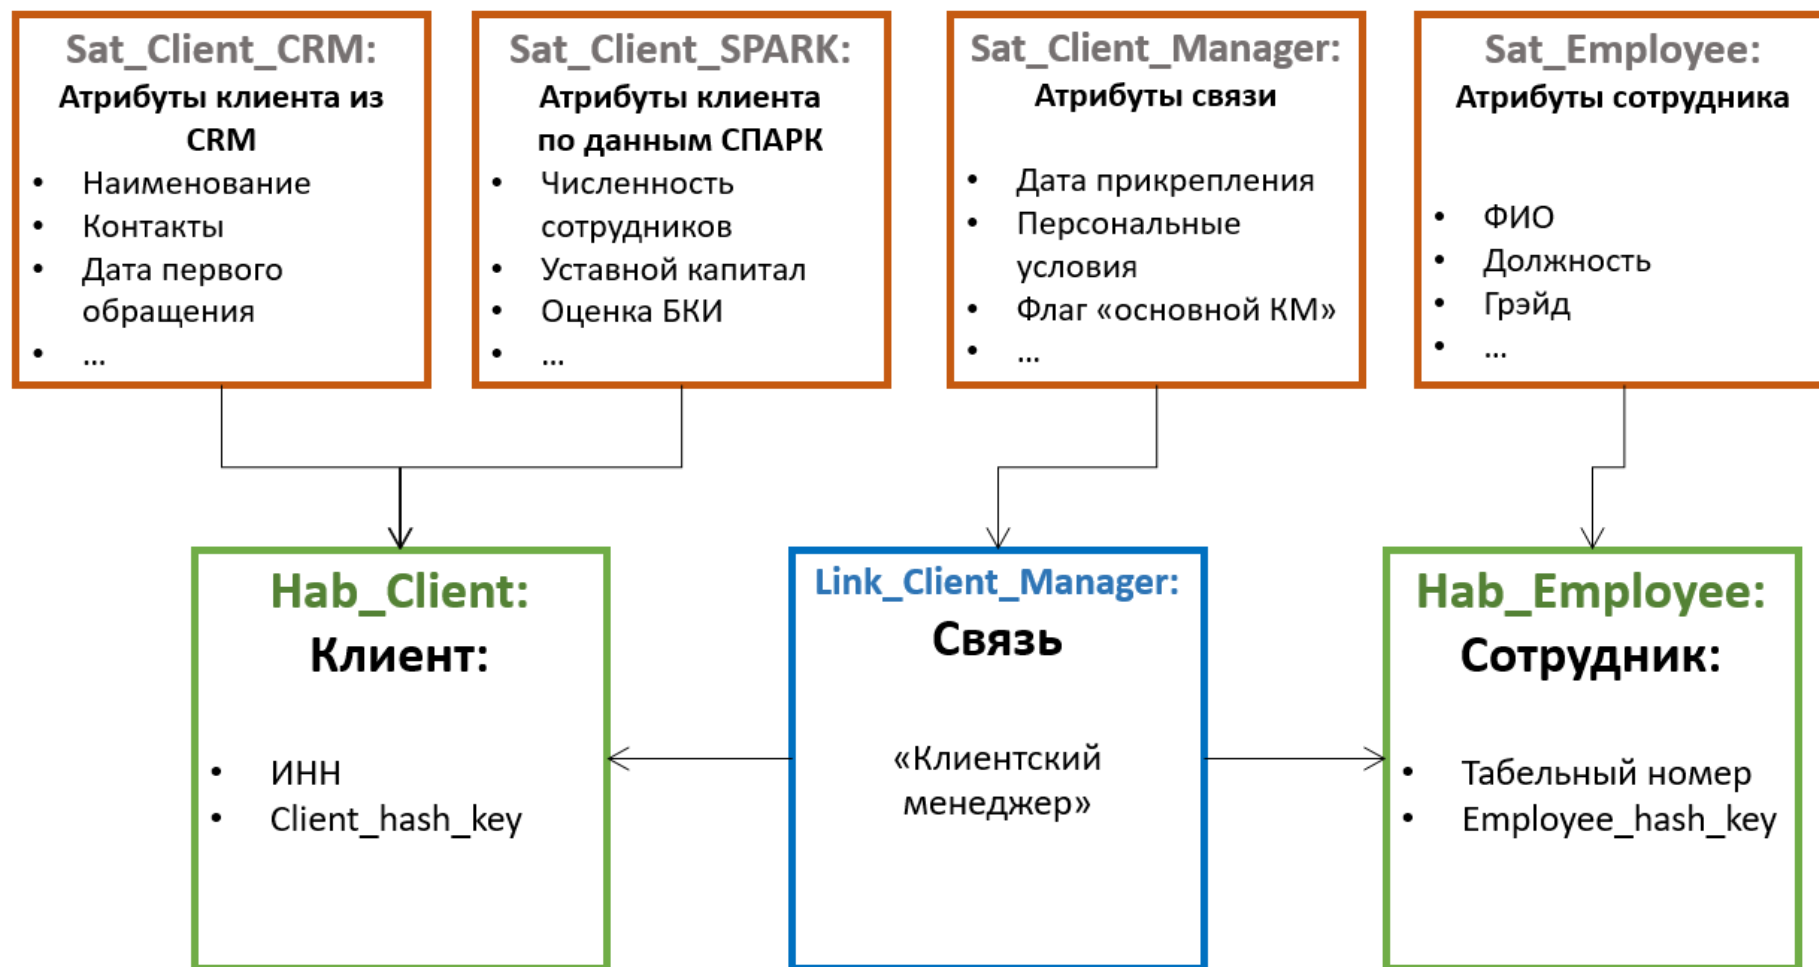 Sat_Client_CRM:
Атрибуты клиента из
CRM
• Наименование
• Контакты
• Дата первого
обращения
• ...
Sat_Client_SPARK:
Атрибуты клиента
по данным СПАРК
• Численность
сотрудников
• Уставной капитал
• Оценка БКИ
• ...
Sat_Client_Manager:
Атрибуты связи
• Дата прикрепления
• Персональные
условия
• Флаг «основной КМ»
• ...
Sat_Employee:
Атрибуты сотрудника
• ФИО
• Должность
• Грэйд
• ...
Hab_Client:
Клиент:
• ИНН
• Client_hash_key
Link_Client_Manager:
Связь
«Клиентский
менеджер»
Hab_Employee:
Сотрудник:
• Табельный номер
• Employee_hash_key